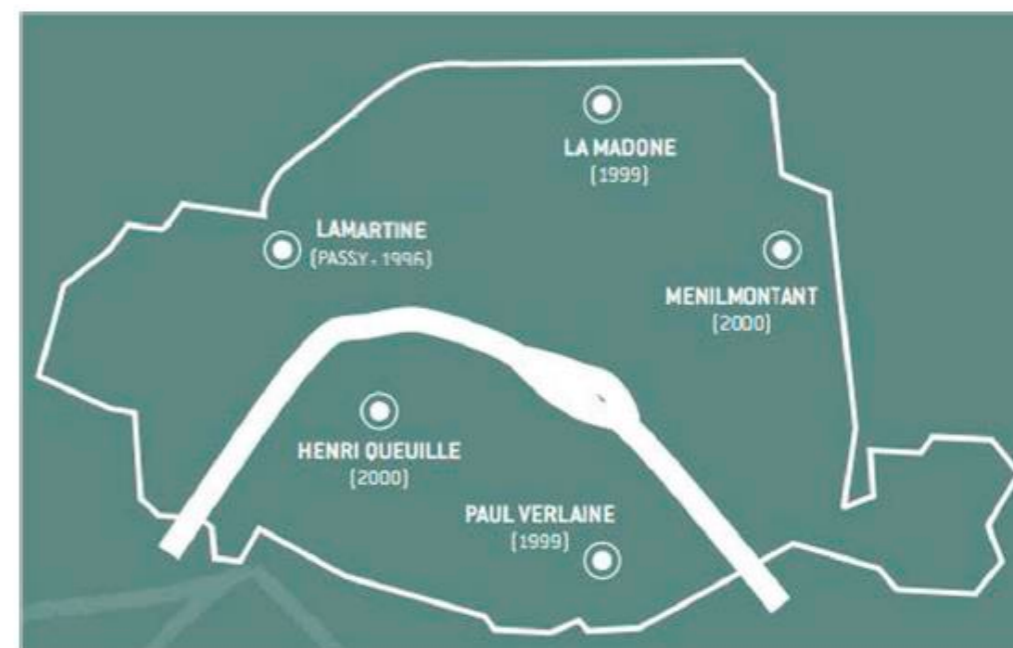 LA MADONE
(1999)
LAMARTINE
(PASSY - 1996)
MENILMONTANT
(2000)
HENRI QUEUILLE
(2000)
PAUL VERLAINE
(1999)